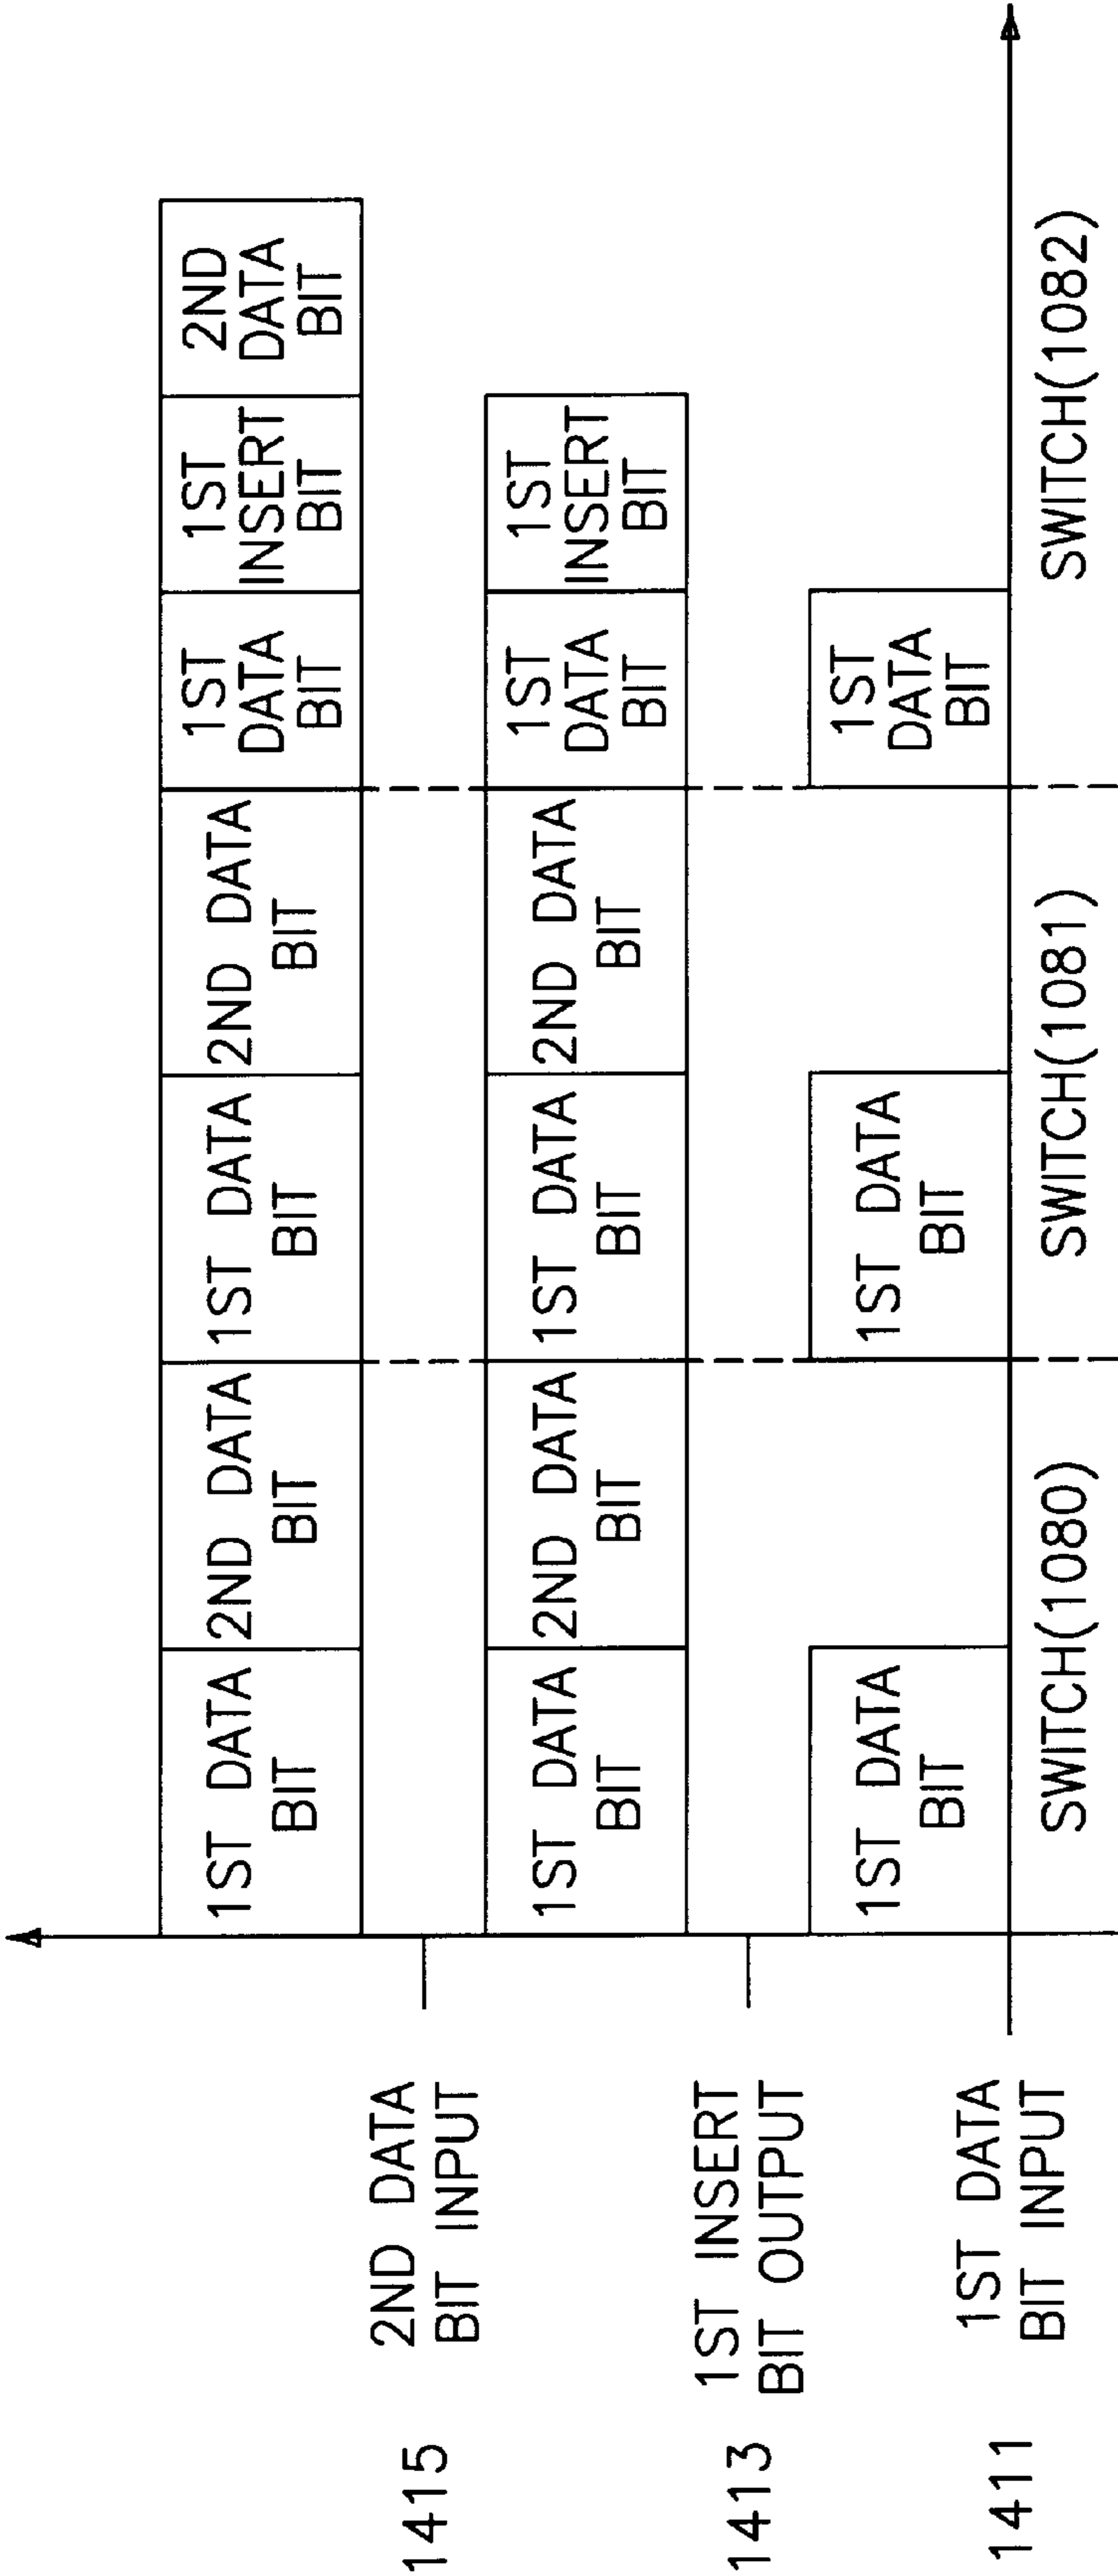 1ST DATA
BIT
2ND DATA
BIT
1ST DATA
BIT
2ND DATA
BIT
1ST
DATA
BIT
1ST
INSERT
BIT
2ND
DATA
BIT
1415
2ND DATA
BIT INPUT
1ST DATA
BIT
2ND DATA
BIT
1ST DATA
BIT
2ND DATA
BIT
1ST
DATA
BIT
1ST
INSERT
BIT
1413
1ST INSERT
BIT OUTPUT
1ST DATA
BIT
1ST DATA
BIT
1ST
DATA
BIT
1411
1ST DATA
BIT INPUT
SWITCH(1080)
SWITCH(1081)
SWITCH(1082)